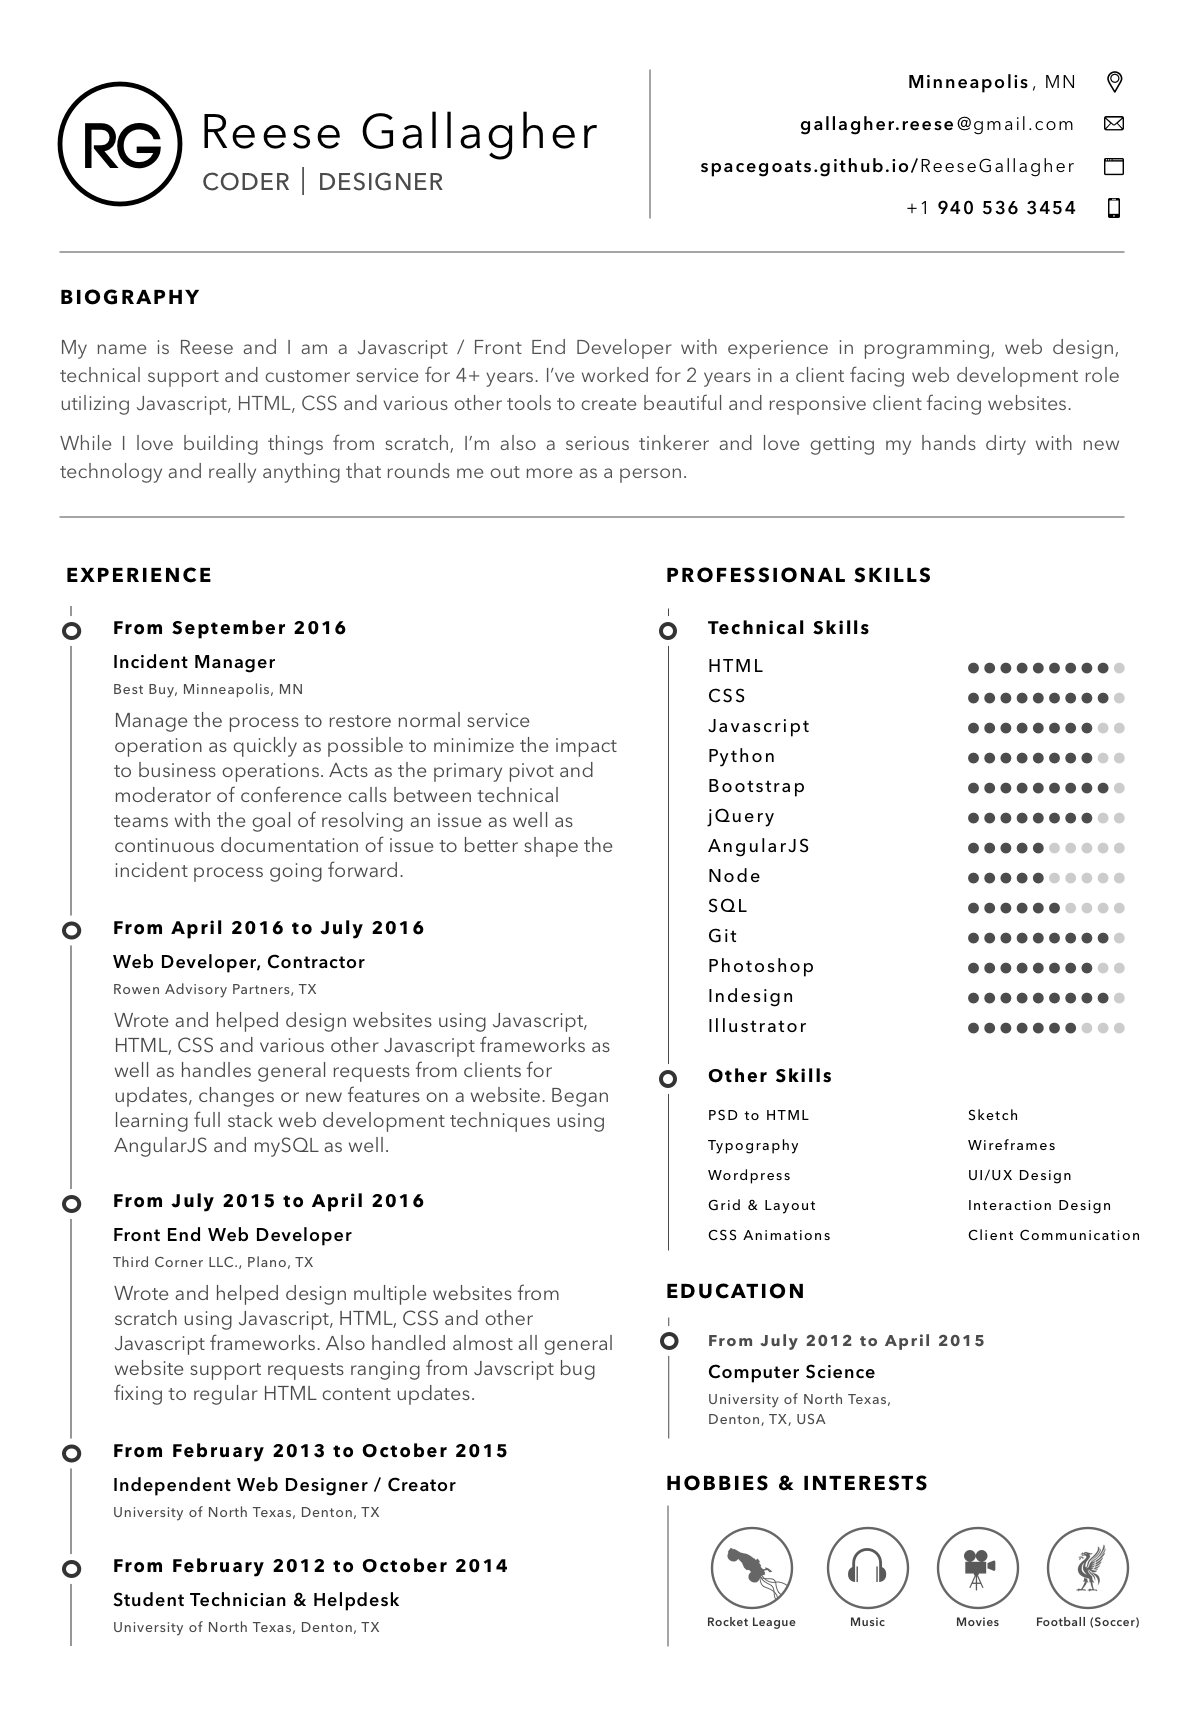 RG
Reese Gallagher
CODER | DESIGNER
Minneapolis, MN
gallagher.reese@gmail.com
spacegoats.github.io/ReeseGallagher
+1 940 536 3454
BIOGRAPHY
My name is Reese and I am a Javascript / Front End Developer with experience in programming, web design,
technical support and customer service for 4+ years. I’ve worked for 2 years in a client facing web development role
utilizing Javascript, HTML, CSS and various other tools to create beautiful and responsive client facing websites.
While I love building things from scratch, I’m also a serious tinkerer and love getting my hands dirty with new
technology and really anything that rounds me out more as a person.
EXPERIENCE
From September 2016
Incident Manager
Best Buy, Minneapolis, MN
Manage the process to restore normal service
operation as quickly as possible to minimize the impact
to business operations. Acts as the primary pivot and
moderator of conference calls between technical
teams with the goal of resolving an issue as well as
continuous documentation of issue to better shape the
incident process going forward.
From April 2016 to July 2016
Web Developer, Contractor
Rowen Advisory Partners, TX
Wrote and helped design websites using Javascript,
HTML, CSS and various other Javascript frameworks as
well as handles general requests from clients for
updates, changes or new features on a website. Began
learning full stack web development techniques using
AngularJS and mySQL as well.
From July 2015 to April 2016
Front End Web Developer
Third Corner LLC., Plano, TX
Wrote and helped design multiple websites from
scratch using Javascript, HTML, CSS and other
Javascript frameworks. Also handled almost all general
website support requests ranging from Javscript bug
fixing to regular HTML content updates.
From February 2013 to October 2015
Independent Web Designer / Creator
University of North Texas, Denton, TX
From February 2012 to October 2014
Student Technician & Helpdesk
University of North Texas, Denton, TX
PROFESSIONAL SKILLS
Technical Skills
HTML
CSS
Javascript
Python
Bootstrap
jQuery
AngularJS
Node
SQL
Git
Photoshop
Indesign
Illustrator
Other Skills
PSD to HTML
Typography
Wordpress
Grid & Layout
CSS Animations
Sketch
Wireframes
UI/UX Design
Interaction Design
Client Communication
EDUCATION
From July 2012 to April 2015
Computer Science
University of North Texas,
Denton, TX, USA
HOBBIES & INTERESTS
Rocket League
Music
Movies
Football (Soccer)